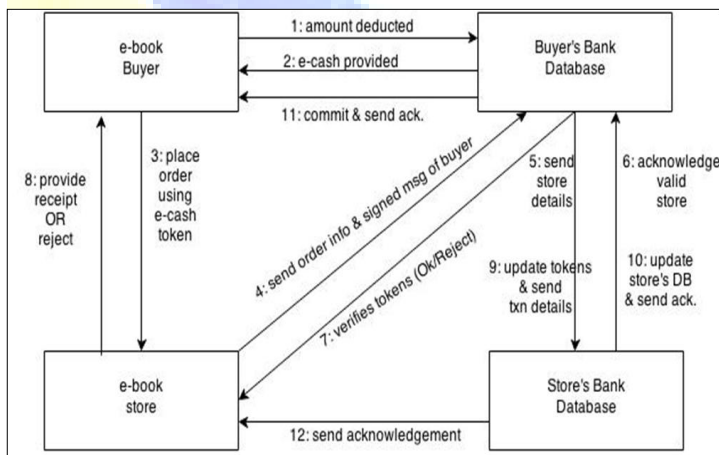 e-book
Buyer
1: amount deducted
2: e-cash provided
11: commit & send ack.
Buyer's Bank
Database
8: provide
receipt
OR
reject
3: place
order
using
e-cash
token
4: send order info & signed msg of buyer
7: verifies tokens (Ok/Reject)
5: send
store
details
6: acknowledge
valid
store
9: update tokens
& send
txn details
10: update
store's DB
& send ack.
e-book
store
12: send acknowledgement
Store's Bank
Database